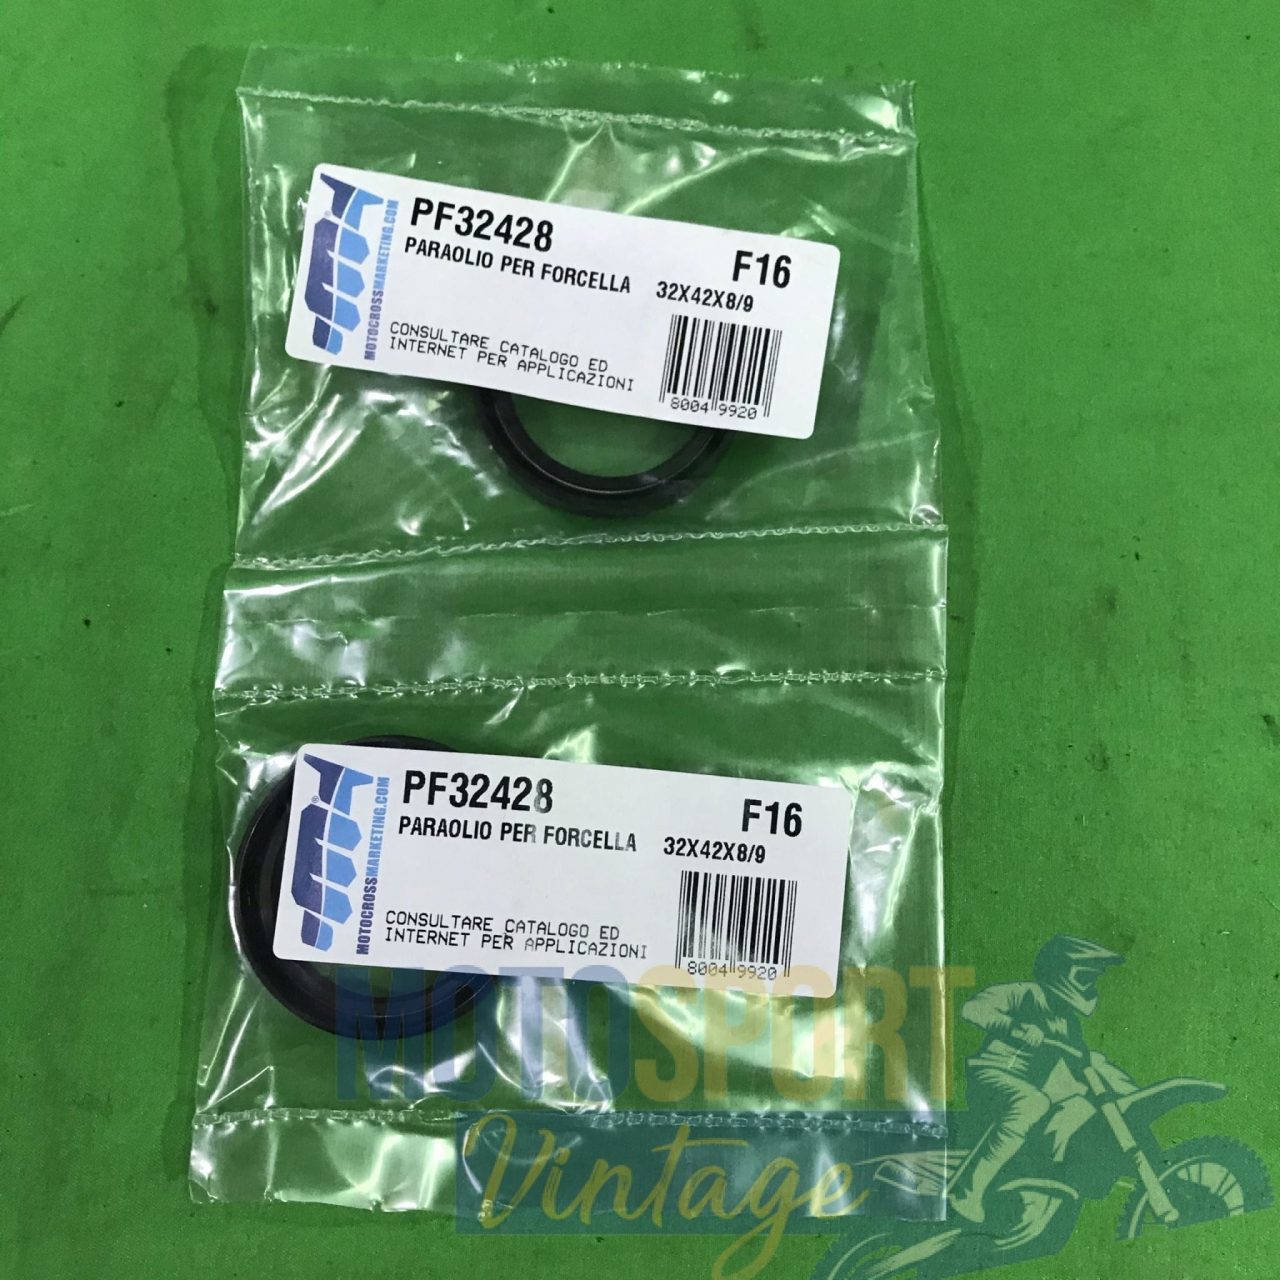 PF32428
F16
PARAOLIO PER FORCELLA 32X42X8/9
CONSULTARE CATALOGO ED
INTERNET PER APPLICAZIONI
8004 9920
MOTOCROSSMARKETING.COM
®
PF32428
F16
PARAOLIO PER FORCELLA 32X42X8/9
CONSULTARE CATALOGO ED
INTERNET PER APPLICAZIONI
8004 9920
MOTOCROSSMARKETING.COM
®
MOTOSPORT
Vintage